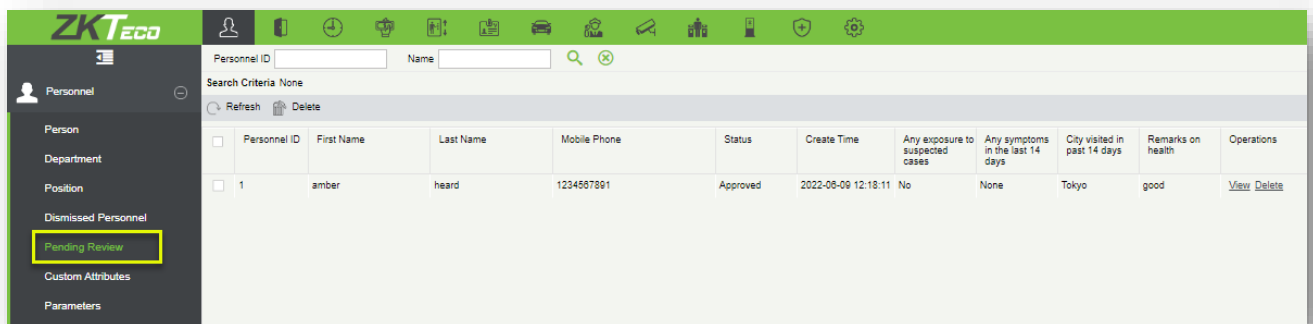 ZKTeco
Personnel ID Name
Search Criteria None
Refresh Delete
Personnel
Person
Department
Position
Dismissed Personnel
Pending Review
Custom Attributes
Parameters
Personnel ID First Name Last Name Mobile Phone Status Create Time Any exposure to suspected cases Any symptoms in the last 14 days City visited in past 14 days Remarks on health Operations
1 amber heard 1234567891 Approved 2022-06-09 12:18:11 No None Tokyo good View Delete